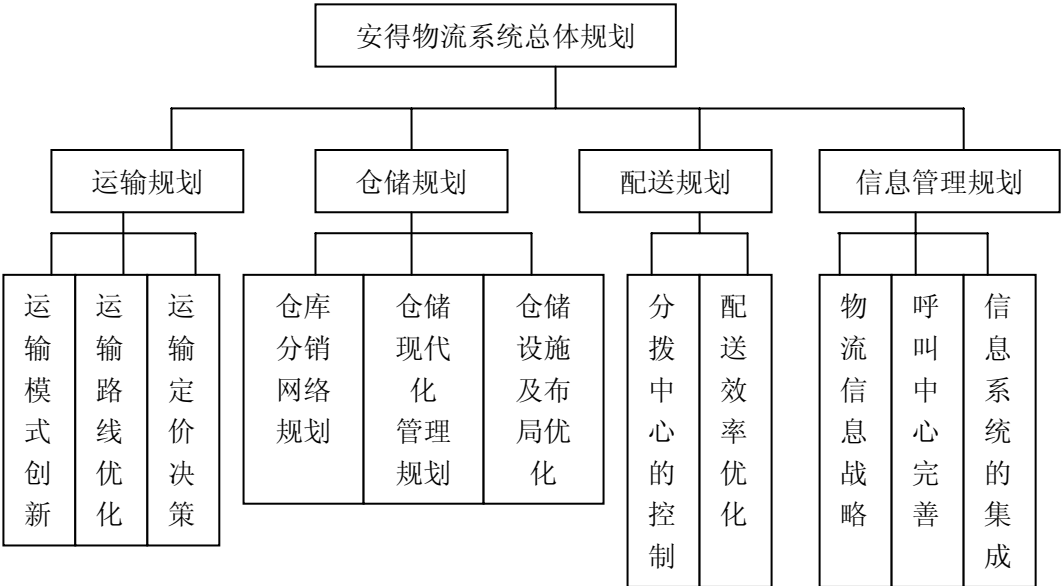 安得物流系统总体规划
运输规划
仓储规划
配送规划
信息管理规划
运输模式创新
运输路线优化
运输定价决策
仓库
分销
网络
规划
仓储
现代
化
管理
规划
仓储
设施
及布
局优
化
分拨中心的控制
配送效率优化
物流信息战略
呼叫中心完善
信息系统的集成